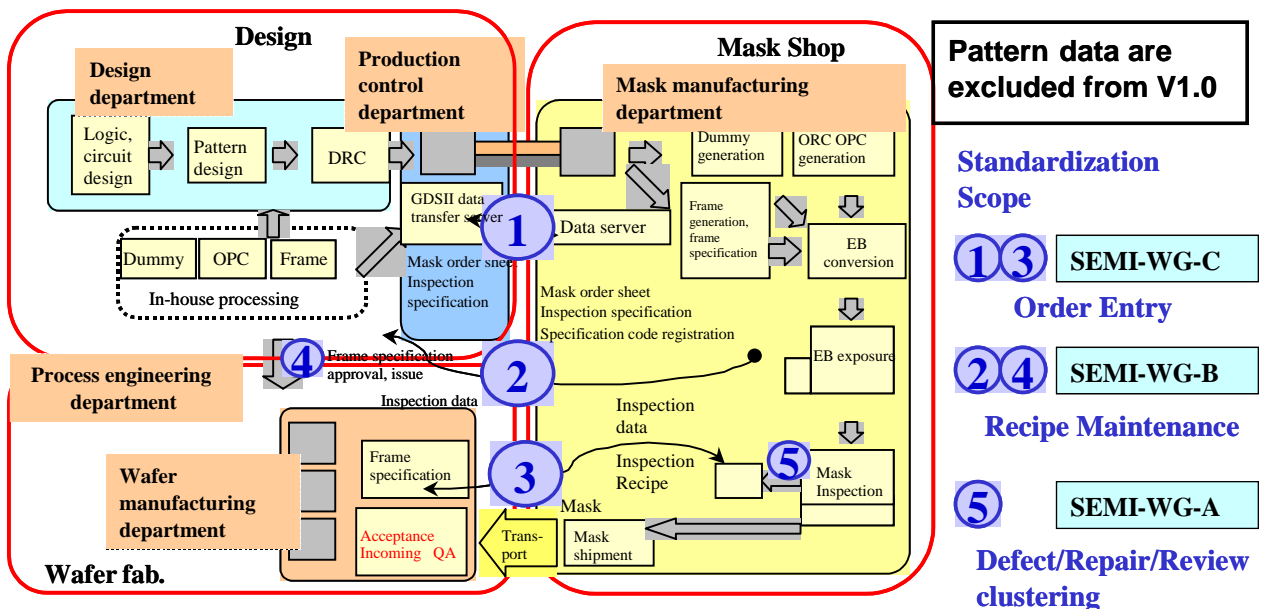 Design
Design
department
Production
control
department
Logic,
circuit
design
Pattern
design
DRC
GDSII data
transfer server
Dummy
OPC
Frame
In-house processing
Mask order sheet
Inspection
specification
Mask Shop
Mask manufacturing
department
Dummy
generation
ORC OPC
generation
1
Data server
Frame
generation,
frame
specification
EB
conversion
Mask order sheet
Inspection specification
Specification code registration
EB exposure
4
Frame specification
approval, issue
2
Process engineering
department
Inspection data
Inspection
data
Frame
specification
3
Inspection
Recipe
5
Mask
Inspection
Wafer
manufacturing
department
Acceptance
Incoming QA
Mask
Trans-
port
Mask
shipment
Wafer fab.
Pattern data are
excluded from V1.0
Standardization
Scope
1 3 SEMI-WG-C
Order Entry
2 4 SEMI-WG-B
Recipe Maintenance
5 SEMI-WG-A
Defect/Repair/Review
clustering